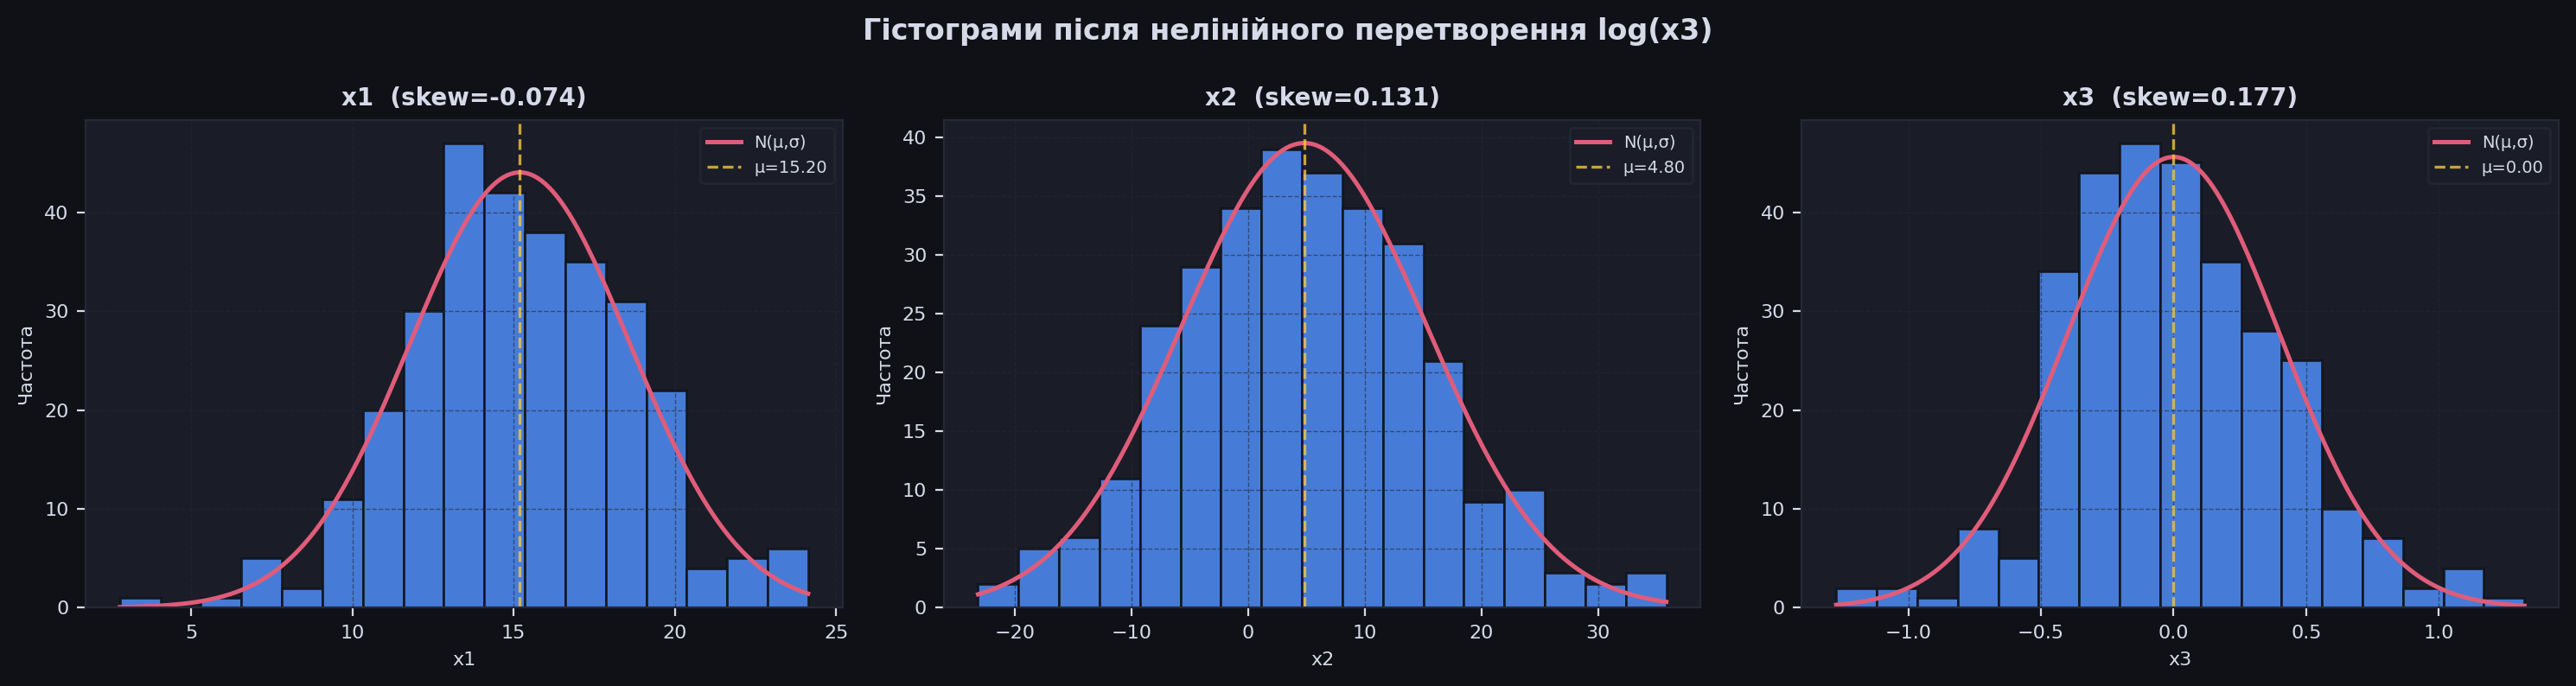 Гістограми після нелінійного перетворення log(x3)
x1 (skew=-0.074)
N(μ,σ)
μ=15.20
Частота
40
30
20
10
0
5
10
15
20
25
x1
x2 (skew=0.131)
N(μ,σ)
μ=4.80
Частота
40
35
30
25
20
15
10
5
0
−20
−10
0
10
20
30
x2
x3 (skew=0.177)
N(μ,σ)
μ=0.00
Частота
40
30
20
10
0
−1.0
−0.5
0.0
0.5
1.0
x3